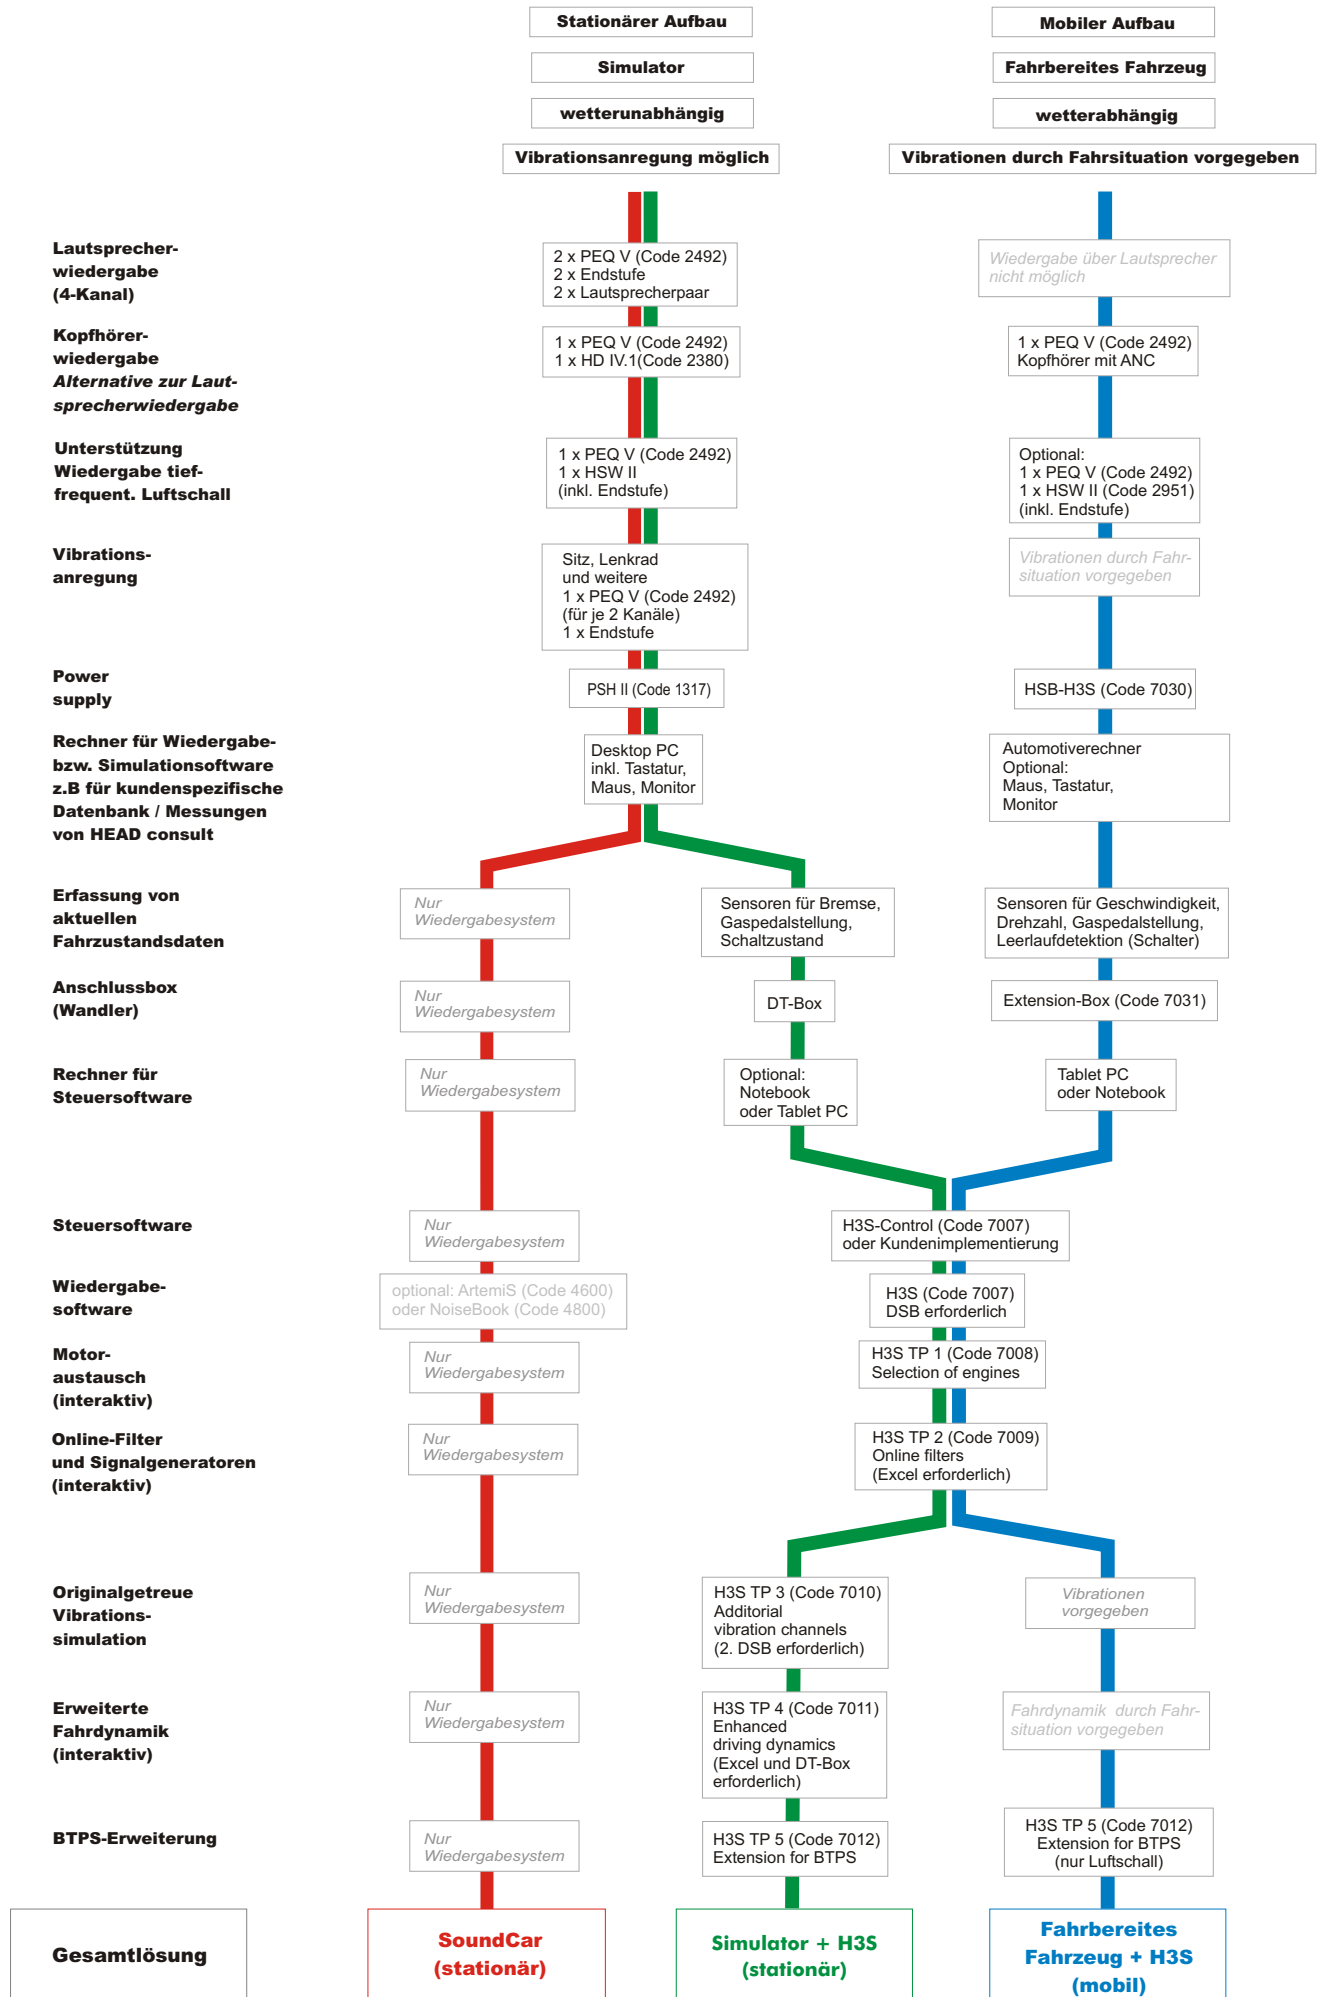 Stationärer Aufbau
Mobiler Aufbau
Simulator
Fahrbereites Fahrzeug
wetterunabhängig
wetterabhängig
Vibrationsanregung möglich
Vibrationen durch Fahrsituation vorgegeben
Lautsprecher-
wiedergabe
(4-Kanal)
2 x PEQ V (Code 2492)
2 x Endstufe
2 x Lautsprecherpaar
Wiedergabe über Lautsprecher
nicht möglich
Kopfhörer-
wiedergabe
Alternative zur Laut-
sprecherwiedergabe
1 x PEQ V (Code 2492)
1 x HD IV.1(Code 2380)
1 x PEQ V (Code 2492)
Kopfhörer mit ANC
Unterstützung
Wiedergabe tief-
frequent. Luftschall
1 x PEQ V (Code 2492)
1 x HSW II
(inkl. Endstufe)
Optional:
1 x PEQ V (Code 2492)
1 x HSW II (Code 2951)
(inkl. Endstufe)
Vibrations-
anregung
Sitz, Lenkrad
und weitere
1 x PEQ V (Code 2492)
(für je 2 Kanäle)
1 x Endstufe
Vibrationen durch Fahr-
situation vorgegeben
Power
supply
PSH II (Code 1317)
HSB-H3S (Code 7030)
Rechner für Wiedergabe-
bzw. Simulationsoftware
z.B für kundenspezifische
Datenbank / Messungen
von HEAD consult
Desktop PC
inkl. Tastatur,
Maus, Monitor
Automotiverechner
Optional:
Maus, Tastatur,
Monitor
Erfassung von
aktuellen
Fahrzustandsdaten
Nur
Wiedergabesystem
Sensoren für Bremse,
Gaspedalstellung,
Schaltzustand
Sensoren für Geschwindigkeit,
Drehzahl, Gaspedalstellung,
Leerlaufdetektion (Schalter)
Anschlussbox
(Wandler)
Nur
Wiedergabesystem
DT-Box
Extension-Box (Code 7031)
Rechner für
Steuersoftware
Nur
Wiedergabesystem
Optional:
Notebook
oder Tablet PC
Tablet PC
oder Notebook
Steuersoftware
Nur
Wiedergabesystem
H3S-Control (Code 7007)
oder Kundenimplementierung
Wiedergabe-
software
optional: ArtemiS (Code 4600)
oder NoiseBook (Code 4800)
H3S (Code 7007)
DSB erforderlich
Motor-
austausch
(interaktiv)
Nur
Wiedergabesystem
H3S TP 1 (Code 7008)
Selection of engines
Online-Filter
und Signalgeneratoren
(interaktiv)
Nur
Wiedergabesystem
H3S TP 2 (Code 7009)
Online filters
(Excel erforderlich)
Originalgetreue
Vibrations-
simulation
Nur
Wiedergabesystem
H3S TP 3 (Code 7010)
Additorial
vibration channels
(2. DSB erforderlich)
Vibrationen
vorgegeben
Erweiterte
Fahrdynamik
(interaktiv)
Nur
Wiedergabesystem
H3S TP 4 (Code 7011)
Enhanced
driving dynamics
(Excel und DT-Box
erforderlich)
Fahrdynamik durch Fahr-
situation vorgegeben
BTPS-Erweiterung
Nur
Wiedergabesystem
H3S TP 5 (Code 7012)
Extension for BTPS
H3S TP 5 (Code 7012)
Extension for BTPS
(nur Luftschall)
Gesamtlösung
SoundCar
(stationär)
Simulator + H3S
(stationär)
Fahrbereites
Fahrzeug + H3S
(mobil)